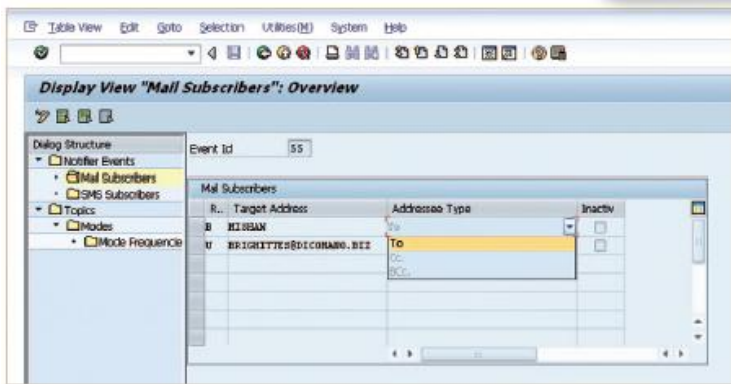 Table View Edit Goto Selection Utilities(M) System Help
Display View "Mail Subscribers": Overview
Dialog Structure
Notifier Events
Mail Subscribers
SMS Subscribers
Topics
Modes
Mode Frequencie
Event Id 55
Mail Subscribers
R.. Target Address Addressee Type Inactiv
B MISHAN To
U BRIGHITTES@DICOMANO.BIZ To
Cc.
BCc.